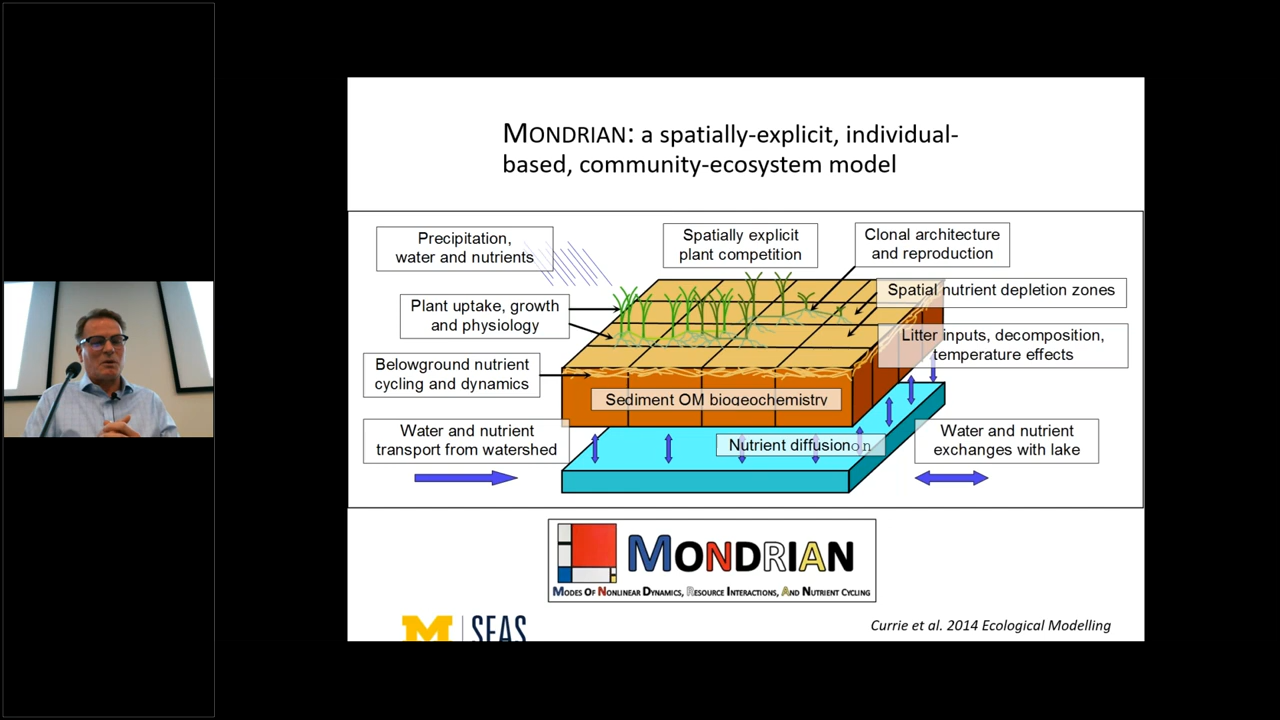 MONDRIAN: a spatially-explicit, individual-
based, community-ecosystem model
Precipitation,
water and nutrients
Spatially explicit
plant competition
Clonal architecture
and reproduction
Plant uptake, growth
and physiology
Spatial nutrient depletion zones
Litter inputs, decomposition,
temperature effects
Belowground nutrient
cycling and dynamics
Sediment OM biogeochemistry
Water and nutrient
transport from watershed
Nutrient diffusion
Water and nutrient
exchanges with lake
MONDRIAN
MODES OF NONLINEAR DYNAMICS, RESOURCE INTERACTIONS, AND NUTRIENT CYCLING
M SEAS
Currie et al. 2014 Ecological Modelling